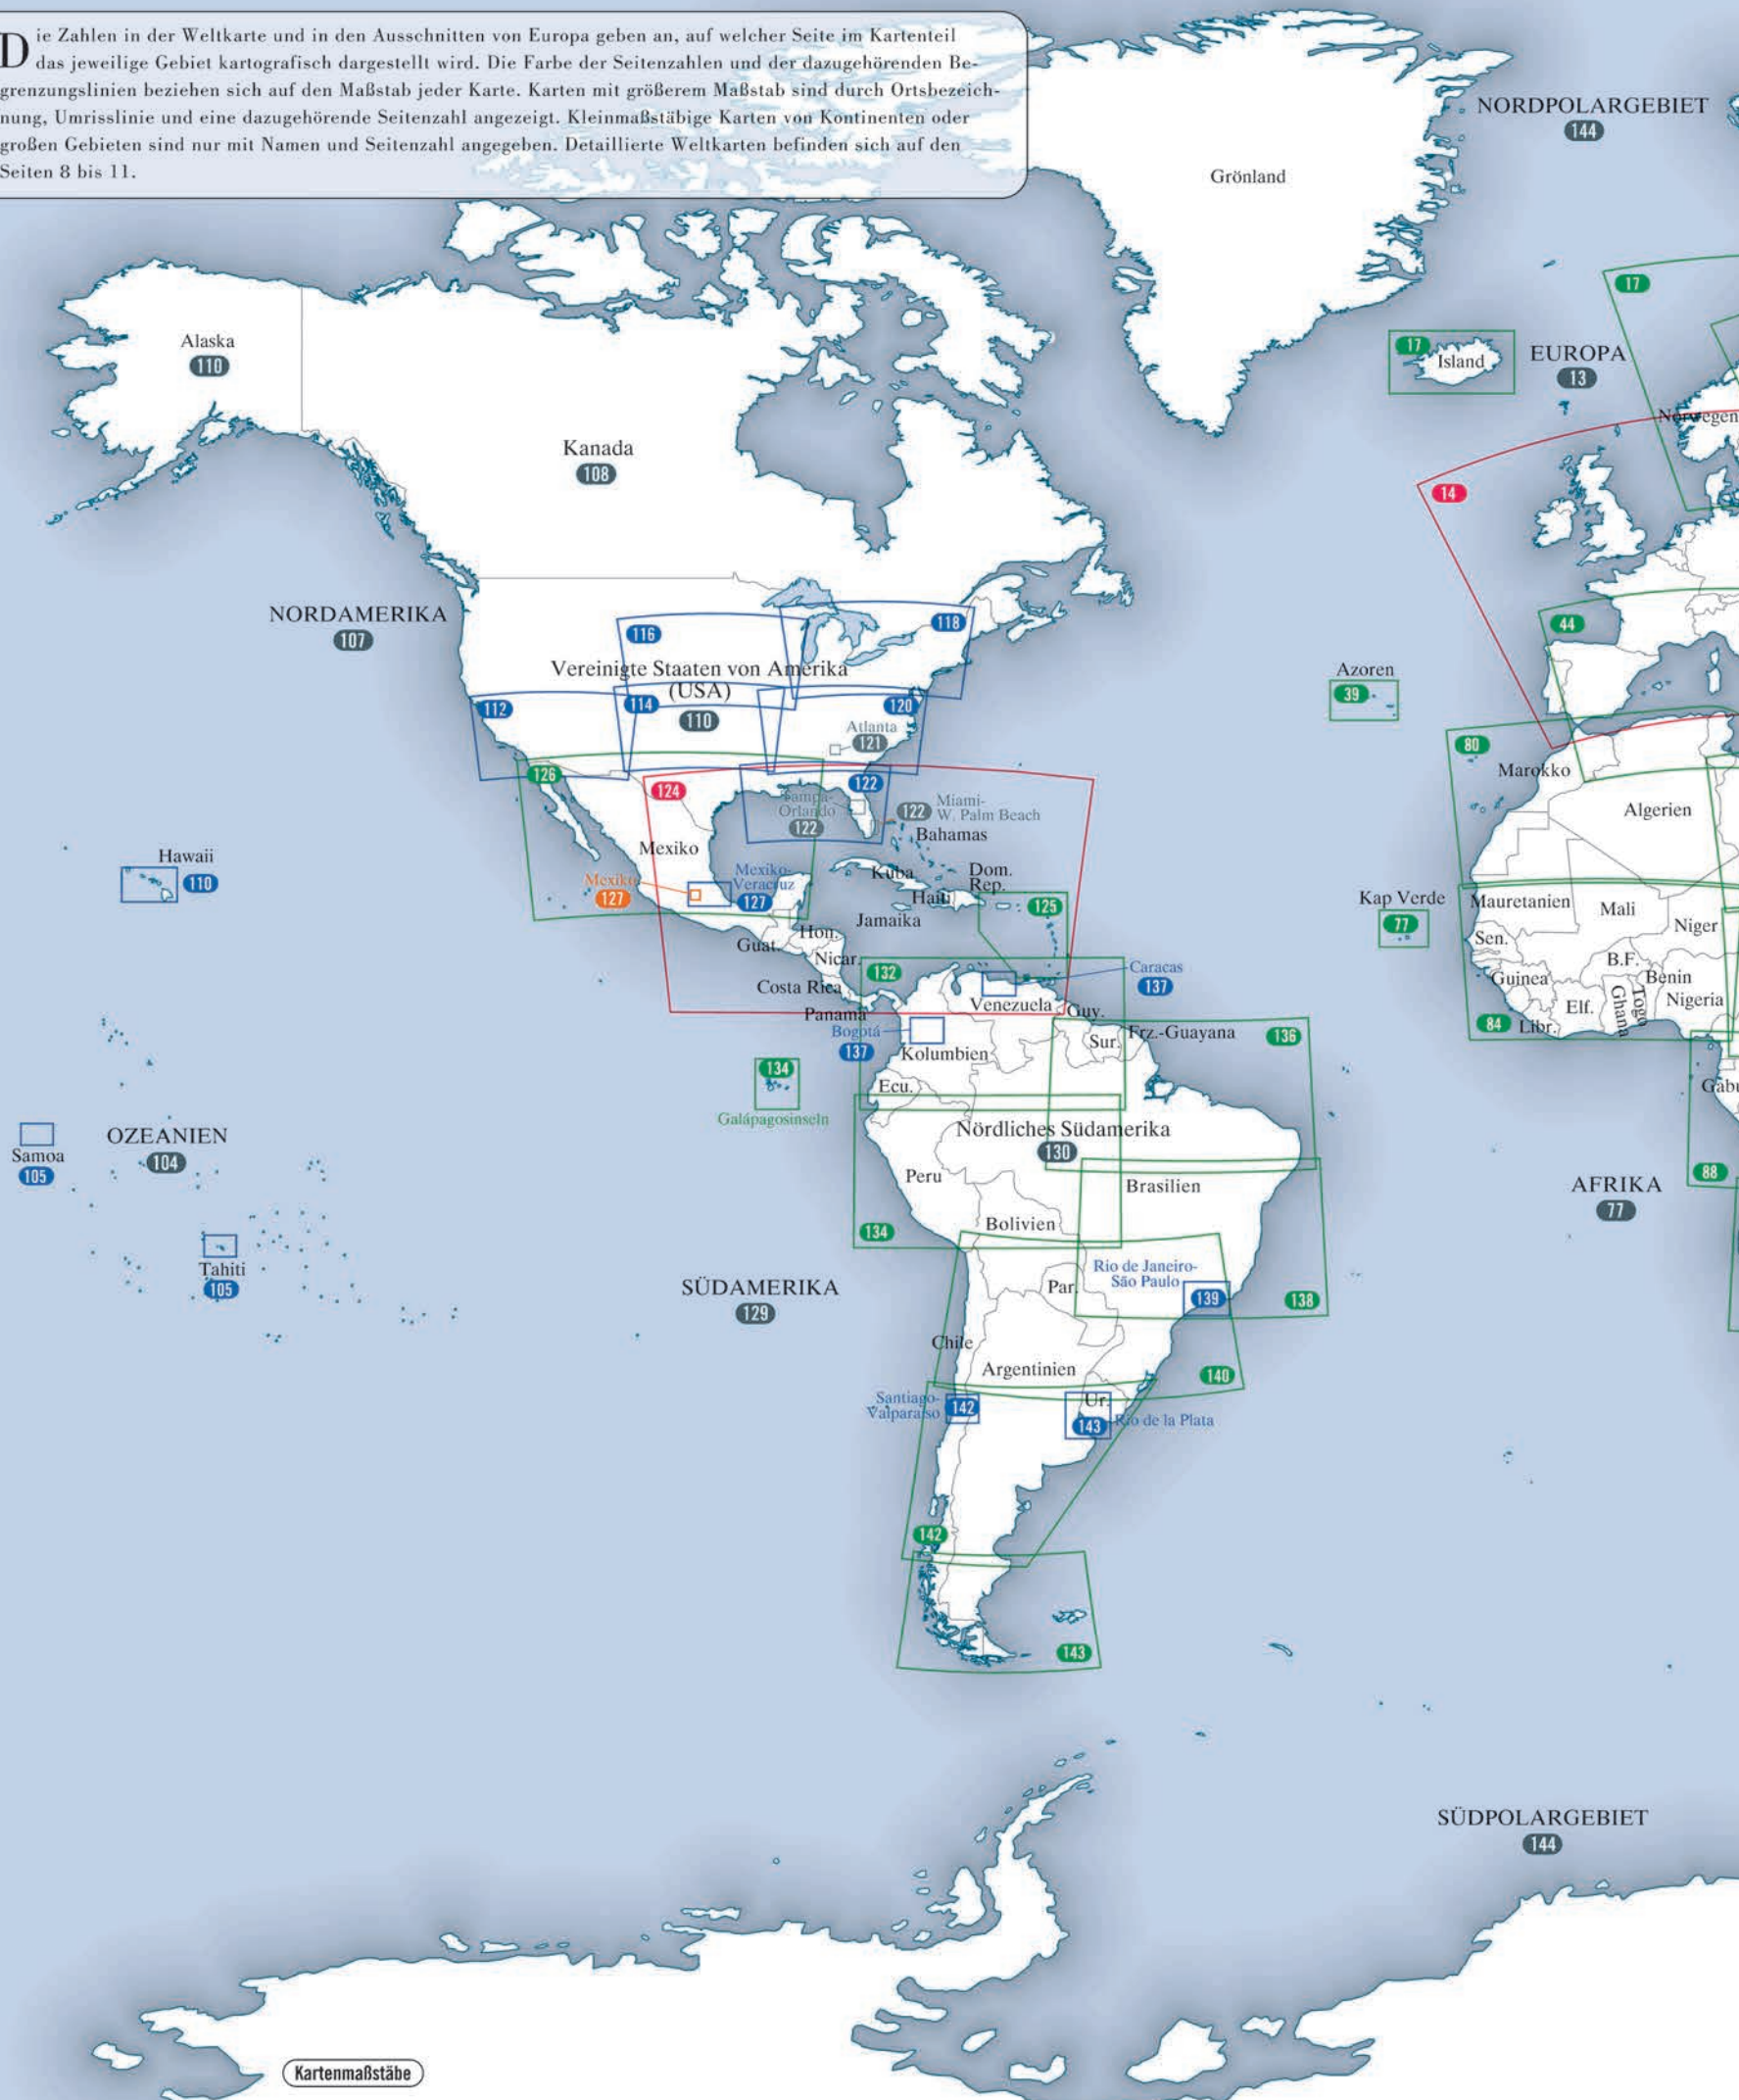 Die Zahlen in der Weltkarte und in den Ausschnitten von Europa geben an, auf welcher Seite im Kartenteil
das jeweilige Gebiet kartografisch dargestellt wird. Die Farbe der Seitenzahlen und der dazugehörenden Be-
grenzungslinien beziehen sich auf den Maßstab jeder Karte. Karten mit größerem Maßstab sind durch Ortsbezeich-
nung, Umrisslinie und eine dazugehörende Seitenzahl angezeigt. Kleinmaßstäbige Karten von Kontinenten oder
großen Gebieten sind nur mit Namen und Seitenzahl angegeben. Detaillierte Weltkarten befinden sich auf den
Seiten 8 bis 11.
NORDPOLARGEBIET
144
Grönland
17
Alaska
110
17
Island
EUROPA
13
Norwegen
Kanada
108
14
NORDAMERIKA
107
116
118
44
Vereinigte Staaten von Amerika
(USA)
110
Azoren
39
112
114
120
Atlanta
121
80
Marokko
126
124
122
Tampa-
Orlando
122
122
Miami-
W. Palm Beach
Bahamas
Algerien
Mexiko
Hawaii
110
Mexiko
127
Mexiko-
Veracruz
127
Kuba
Dom.
Rep.
Haiti
125
Jamaika
Kap Verde
77
Mauretanien
Mali
Niger
Sen.
Guat.
Hon.
Nicar.
132
B.F.
Benin
Guinea
Costa Rica
Caracas
137
Venezuela
Guy.
Elf.
Ghana
Togo
Nigeria
84
Libr.
Panama
Bogotá
137
Kolumbien
Sur.
Frz.-Guayana
136
134
Galápagosinseln
Ecu.
Gabu
Samoa
105
OZEANIEN
104
Nördliches Südamerika
130
Peru
Brasilien
88
AFRIKA
77
Bolivien
134
Tahiti
105
Rio de Janeiro-
São Paulo
139
138
SÜDAMERIKA
129
Par.
Chile
Argentinien
140
Santiago-
Valparaíso
142
Ur.
143
Río de la Plata
142
143
SÜDPOLARGEBIET
144
Kartenmaßstäbe